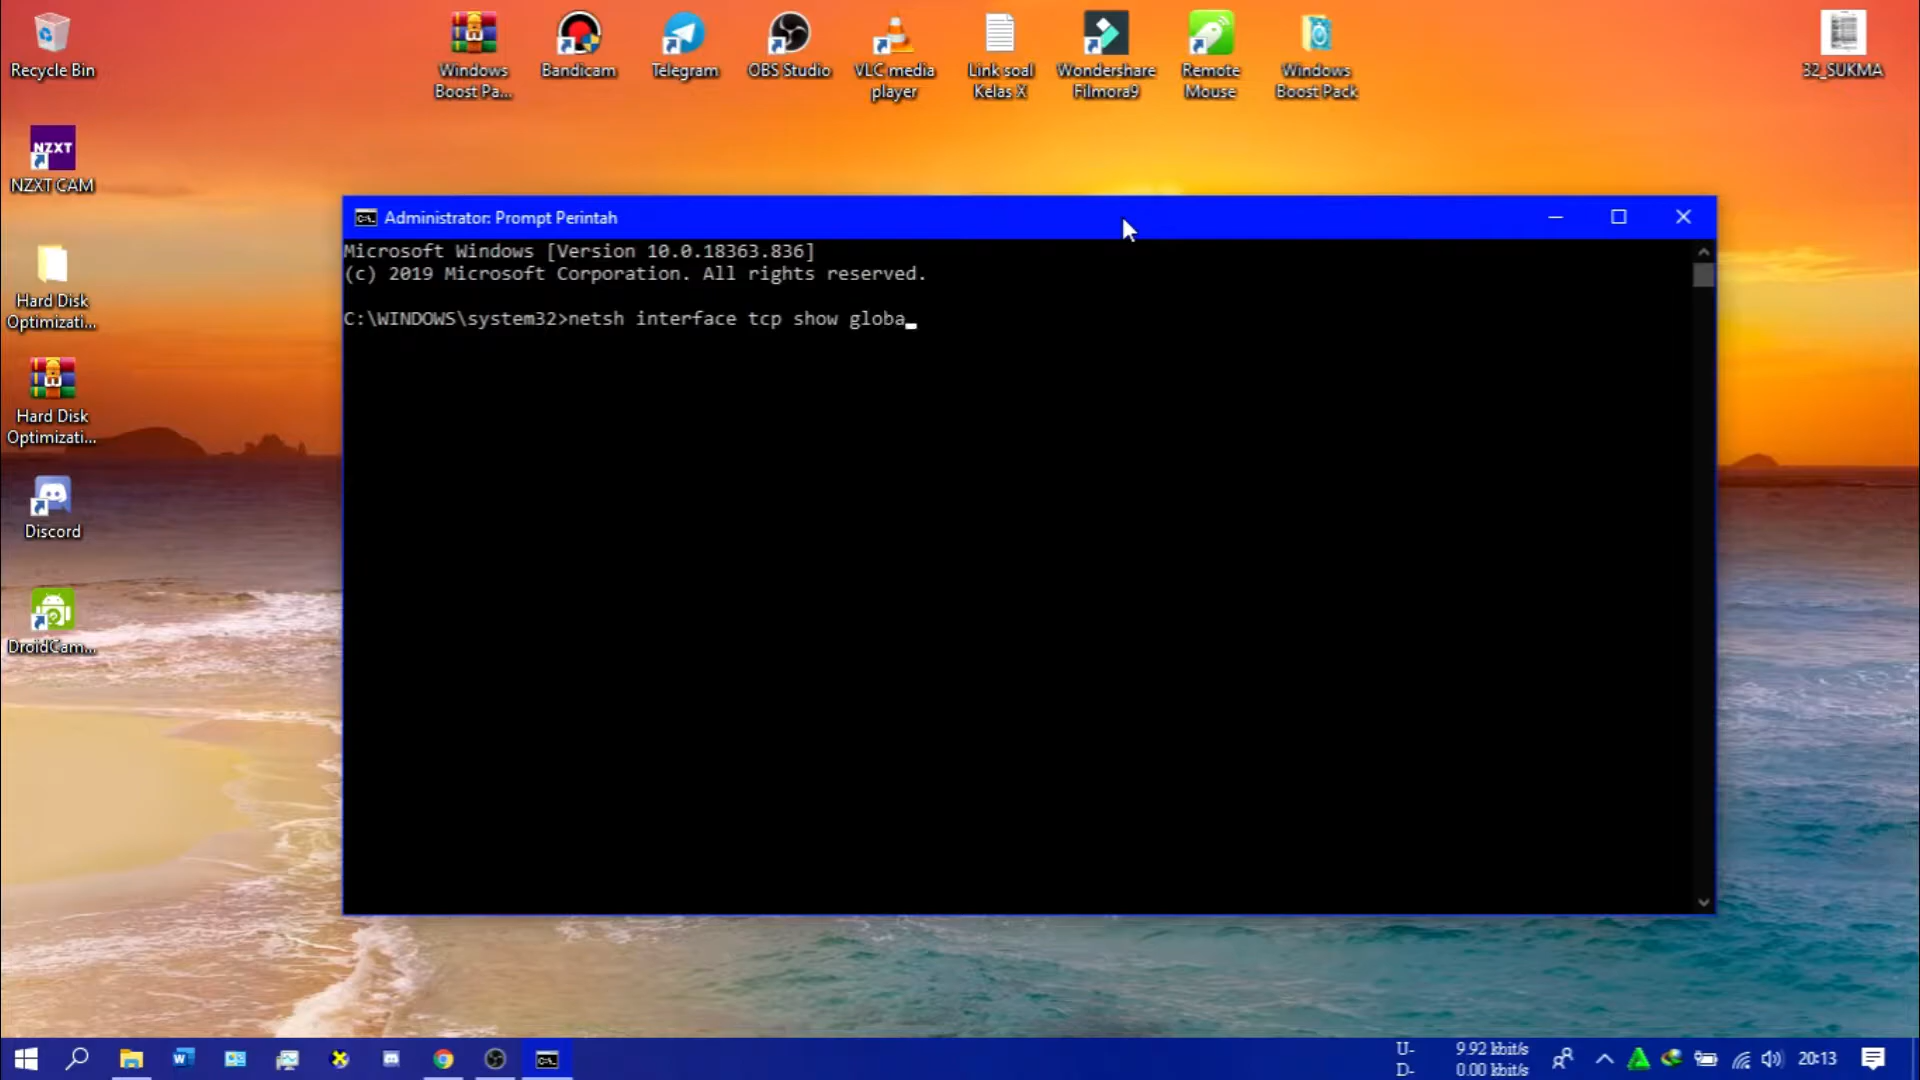 Recycle Bin
Windows
Boost Pa...
Bandicam
Telegram
OBS Studio
VLC media
player
Link soal
Kelas X
Wondershare
Filmora9
Remote
Mouse
Windows
Boost Pack
32_SUKMA
NZXT
NZXT CAM
Hard Disk
Optimizati...
Hard Disk
Optimizati...
Discord
DroidCam...
Administrator: Prompt Perintah
Microsoft Windows [Version 10.0.18363.836]
(c) 2019 Microsoft Corporation. All rights reserved.
C:\WINDOWS\system32>netsh interface tcp show globa
U- 9.92 kbit/s
D- 0.00 kbit/s
20:13